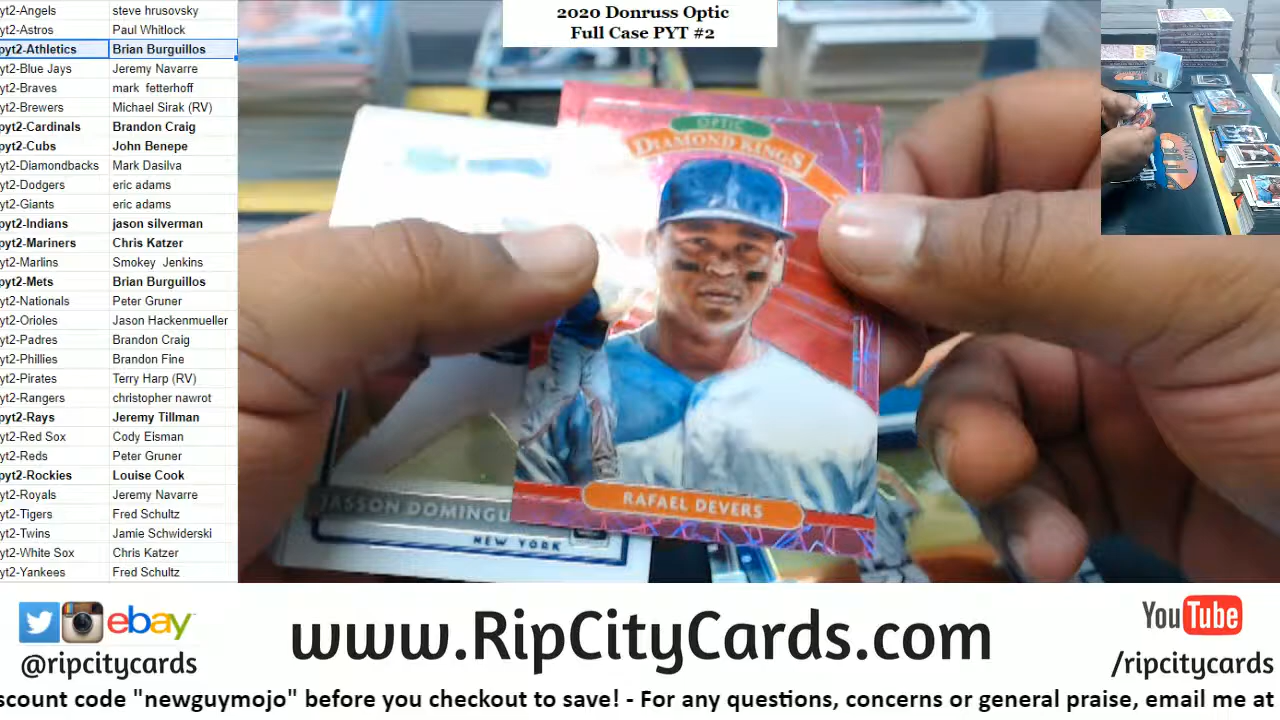 yt2-Angels steve hrusovsky
yt2-Astros Paul Whitlock
pyt2-Athletics Brian Burguillos
yt2-Blue Jays Jeremy Navarre
yt2-Braves mark fetterhoff
yt2-Brewers Michael Sirak (RV)
pyt2-Cardinals Brandon Craig
pyt2-Cubs John Benepe
yt2-Diamondbacks Mark Dasilva
yt2-Dodgers eric adams
yt2-Giants eric adams
pyt2-Indians jason silverman
pyt2-Mariners Chris Katzer
yt2-Marlins Smokey Jenkins
pyt2-Mets Brian Burguillos
yt2-Nationals Peter Gruner
yt2-Orioles Jason Hackenmueller
yt2-Padres Brandon Craig
yt2-Phillies Brandon Fine
yt2-Pirates Terry Harp (RV)
yt2-Rangers christopher nawrot
pyt2-Rays Jeremy Tillman
yt2-Red Sox Cody Eisman
yt2-Reds Peter Gruner
pyt2-Rockies Louise Cook
yt2-Royals Jeremy Navarre
yt2-Tigers Fred Schultz
yt2-Twins Jamie Schwiderski
yt2-White Sox Chris Katzer
yt2-Yankees Fred Schultz
2020 Donruss Optic
Full Case PYT #2
OPTIC
DIAMOND KINGS
RAFAEL DEVERS
JASSON DOMINGU
NEW YORK
ebay
@ripcitycards
www.RipCityCards.com
YouTube
/ripcitycards
scount code "newguymojo" before you checkout to save! - For any questions, concerns or general praise, email me at